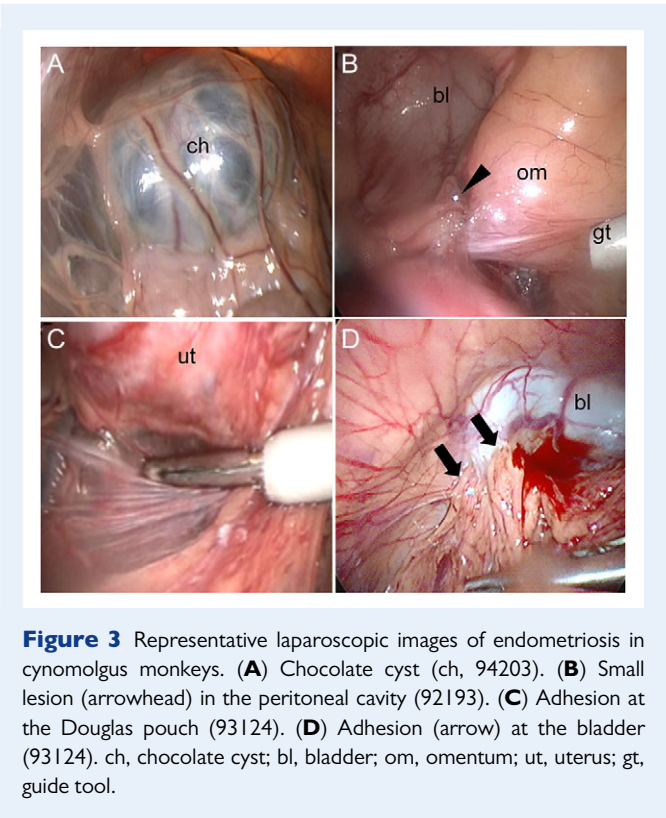 A
ch
B
bl
om
gt
C
ut
D
bl
Figure 3 Representative laparoscopic images of endometriosis in
cynomolgus monkeys. (A) Chocolate cyst (ch, 94203). (B) Small
lesion (arrowhead) in the peritoneal cavity (92193). (C) Adhesion at
the Douglas pouch (93124). (D) Adhesion (arrow) at the bladder
(93124). ch, chocolate cyst; bl, bladder; om, omentum; ut, uterus; gt,
guide tool.